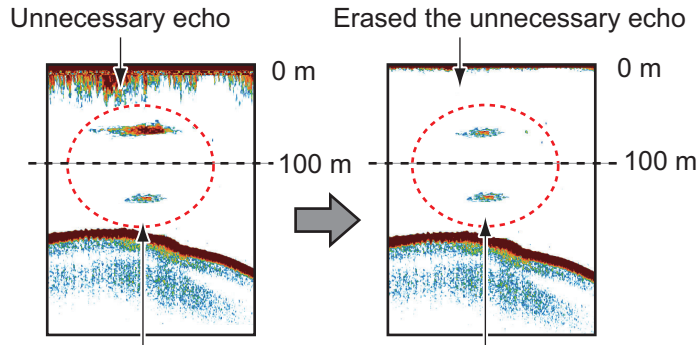 Unnecessary echo
Erased the unnecessary echo
0 m
0 m
100 m
100 m